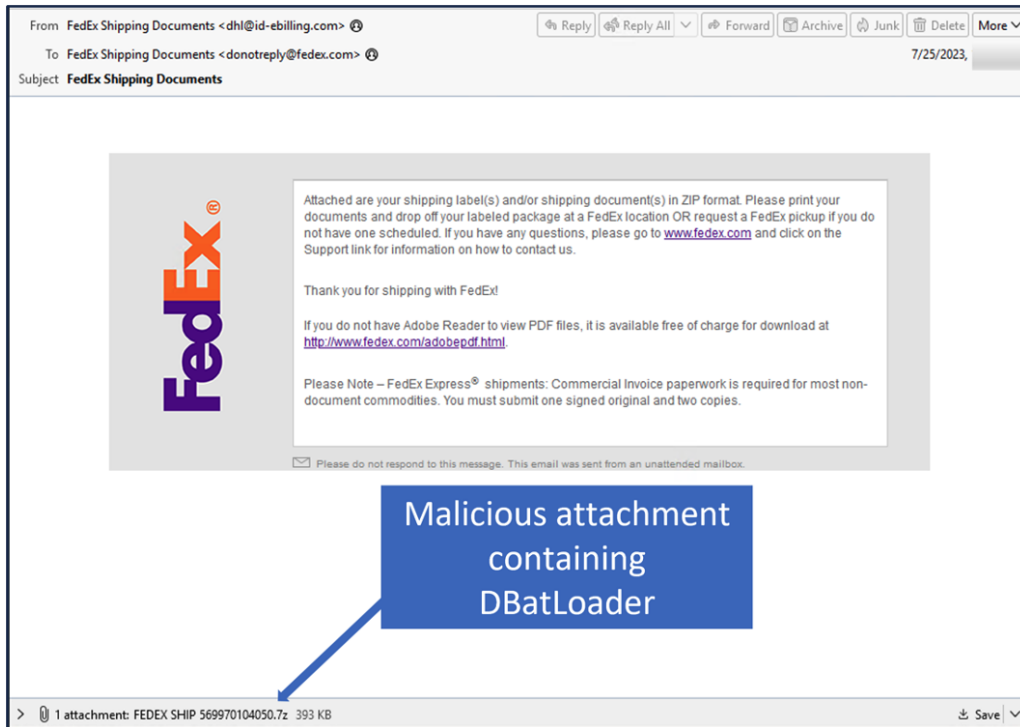 From FedEx Shipping Documents <dhl@id-ebilling.com>
Reply Reply All Forward Archive Junk Delete More
To FedEx Shipping Documents <donotreply@fedex.com>
7/25/2023,
Subject FedEx Shipping Documents
FedEx®
Attached are your shipping label(s) and/or shipping document(s) in ZIP format. Please print your
documents and drop off your labeled package at a FedEx location OR request a FedEx pickup if you do
not have one scheduled. If you have any questions, please go to www.fedex.com and click on the
Support link for information on how to contact us.
Thank you for shipping with FedEx!
If you do not have Adobe Reader to view PDF files, it is available free of charge for download at
http://www.fedex.com/adobepdf.html.
Please Note – FedEx Express® shipments: Commercial Invoice paperwork is required for most non-
document commodities. You must submit one signed original and two copies.
Please do not respond to this message. This email was sent from an unattended mailbox.
Malicious attachment
containing
DBatLoader
1 attachment: FEDEX SHIP 569970104050.7z 393 KB
Save